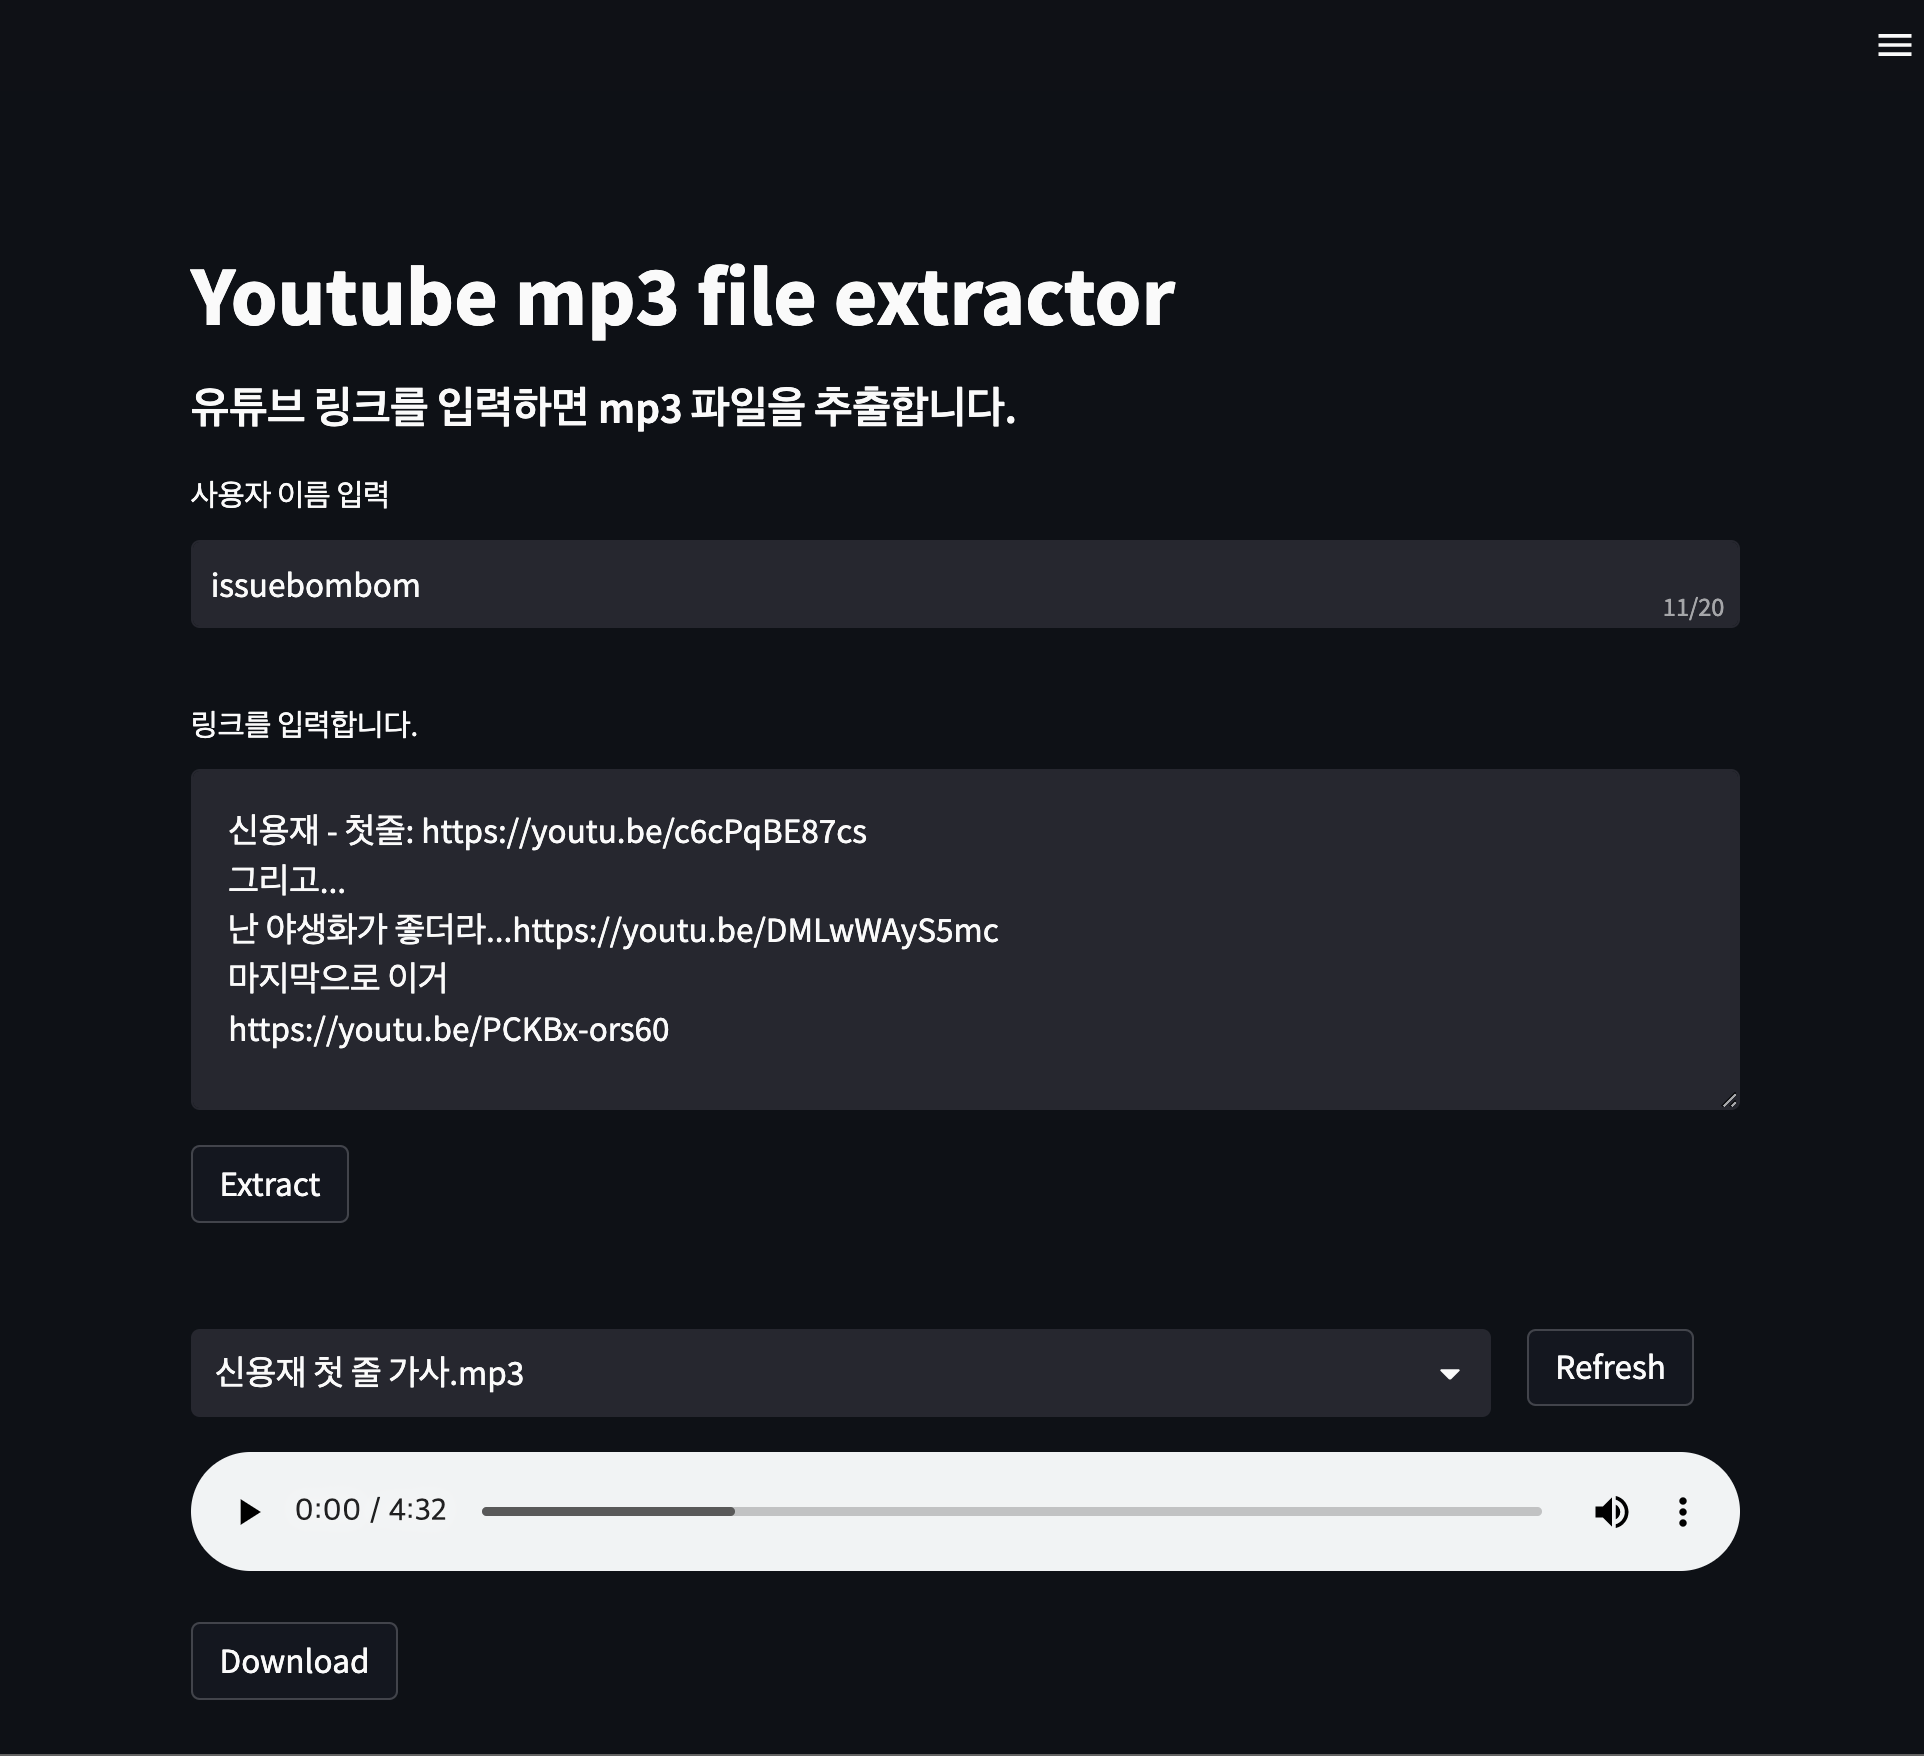 Youtube mp3 file extractor
유튜브 링크를 입력하면 mp3 파일을 추출합니다.
사용자 이름 입력
issuebombom
11/20
링크를 입력합니다.
신용재 - 첫줄: https://youtu.be/c6cPqBE87cs
그리고...
난 야생화가 좋더라...https://youtu.be/DMLwWAyS5mc
마지막으로 이거
https://youtu.be/PCKBx-ors60
Extract
신용재 첫 줄 가사.mp3
Refresh
0:00 / 4:32
Download